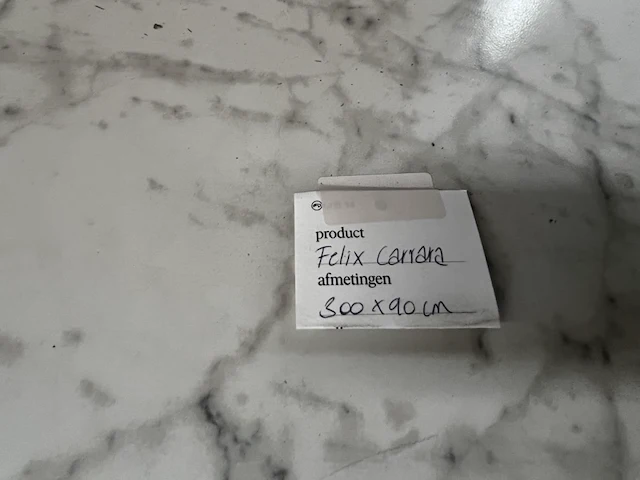 product
Felix Carrara
afmetingen
300 x 90 cm